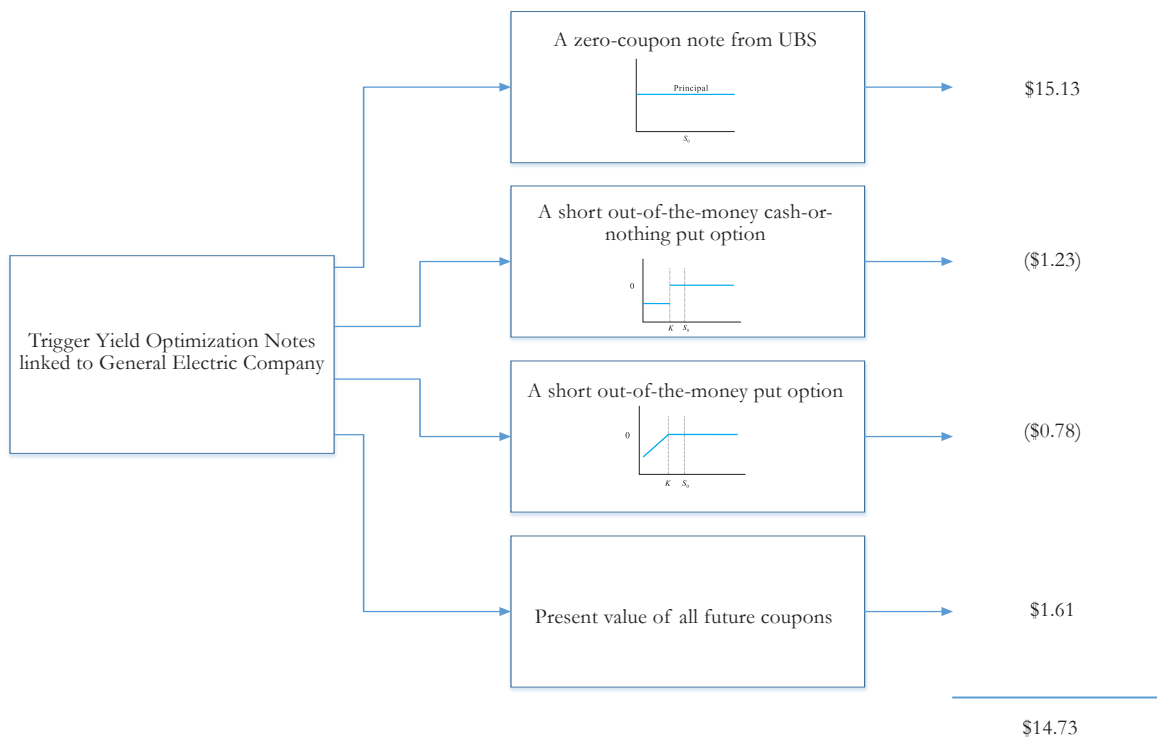 A zero-coupon note from UBS
Principal
S0
$15.13
A short out-of-the-money cash-or-
nothing put option
0
K
S0
($1.23)
Trigger Yield Optimization Notes
linked to General Electric Company
A short out-of-the-money put option
0
K
S0
($0.78)
Present value of all future coupons
$1.61
$14.73